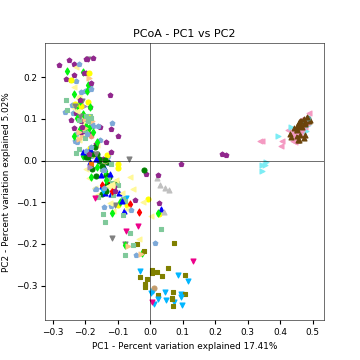 PCoA - PC1 vs PC2
PC2 - Percent variation explained 5.02%
0.2
0.1
0.0
−0.1
−0.2
−0.3
−0.3 −0.2 −0.1 0.0 0.1 0.2 0.3 0.4 0.5
PC1 - Percent variation explained 17.41%